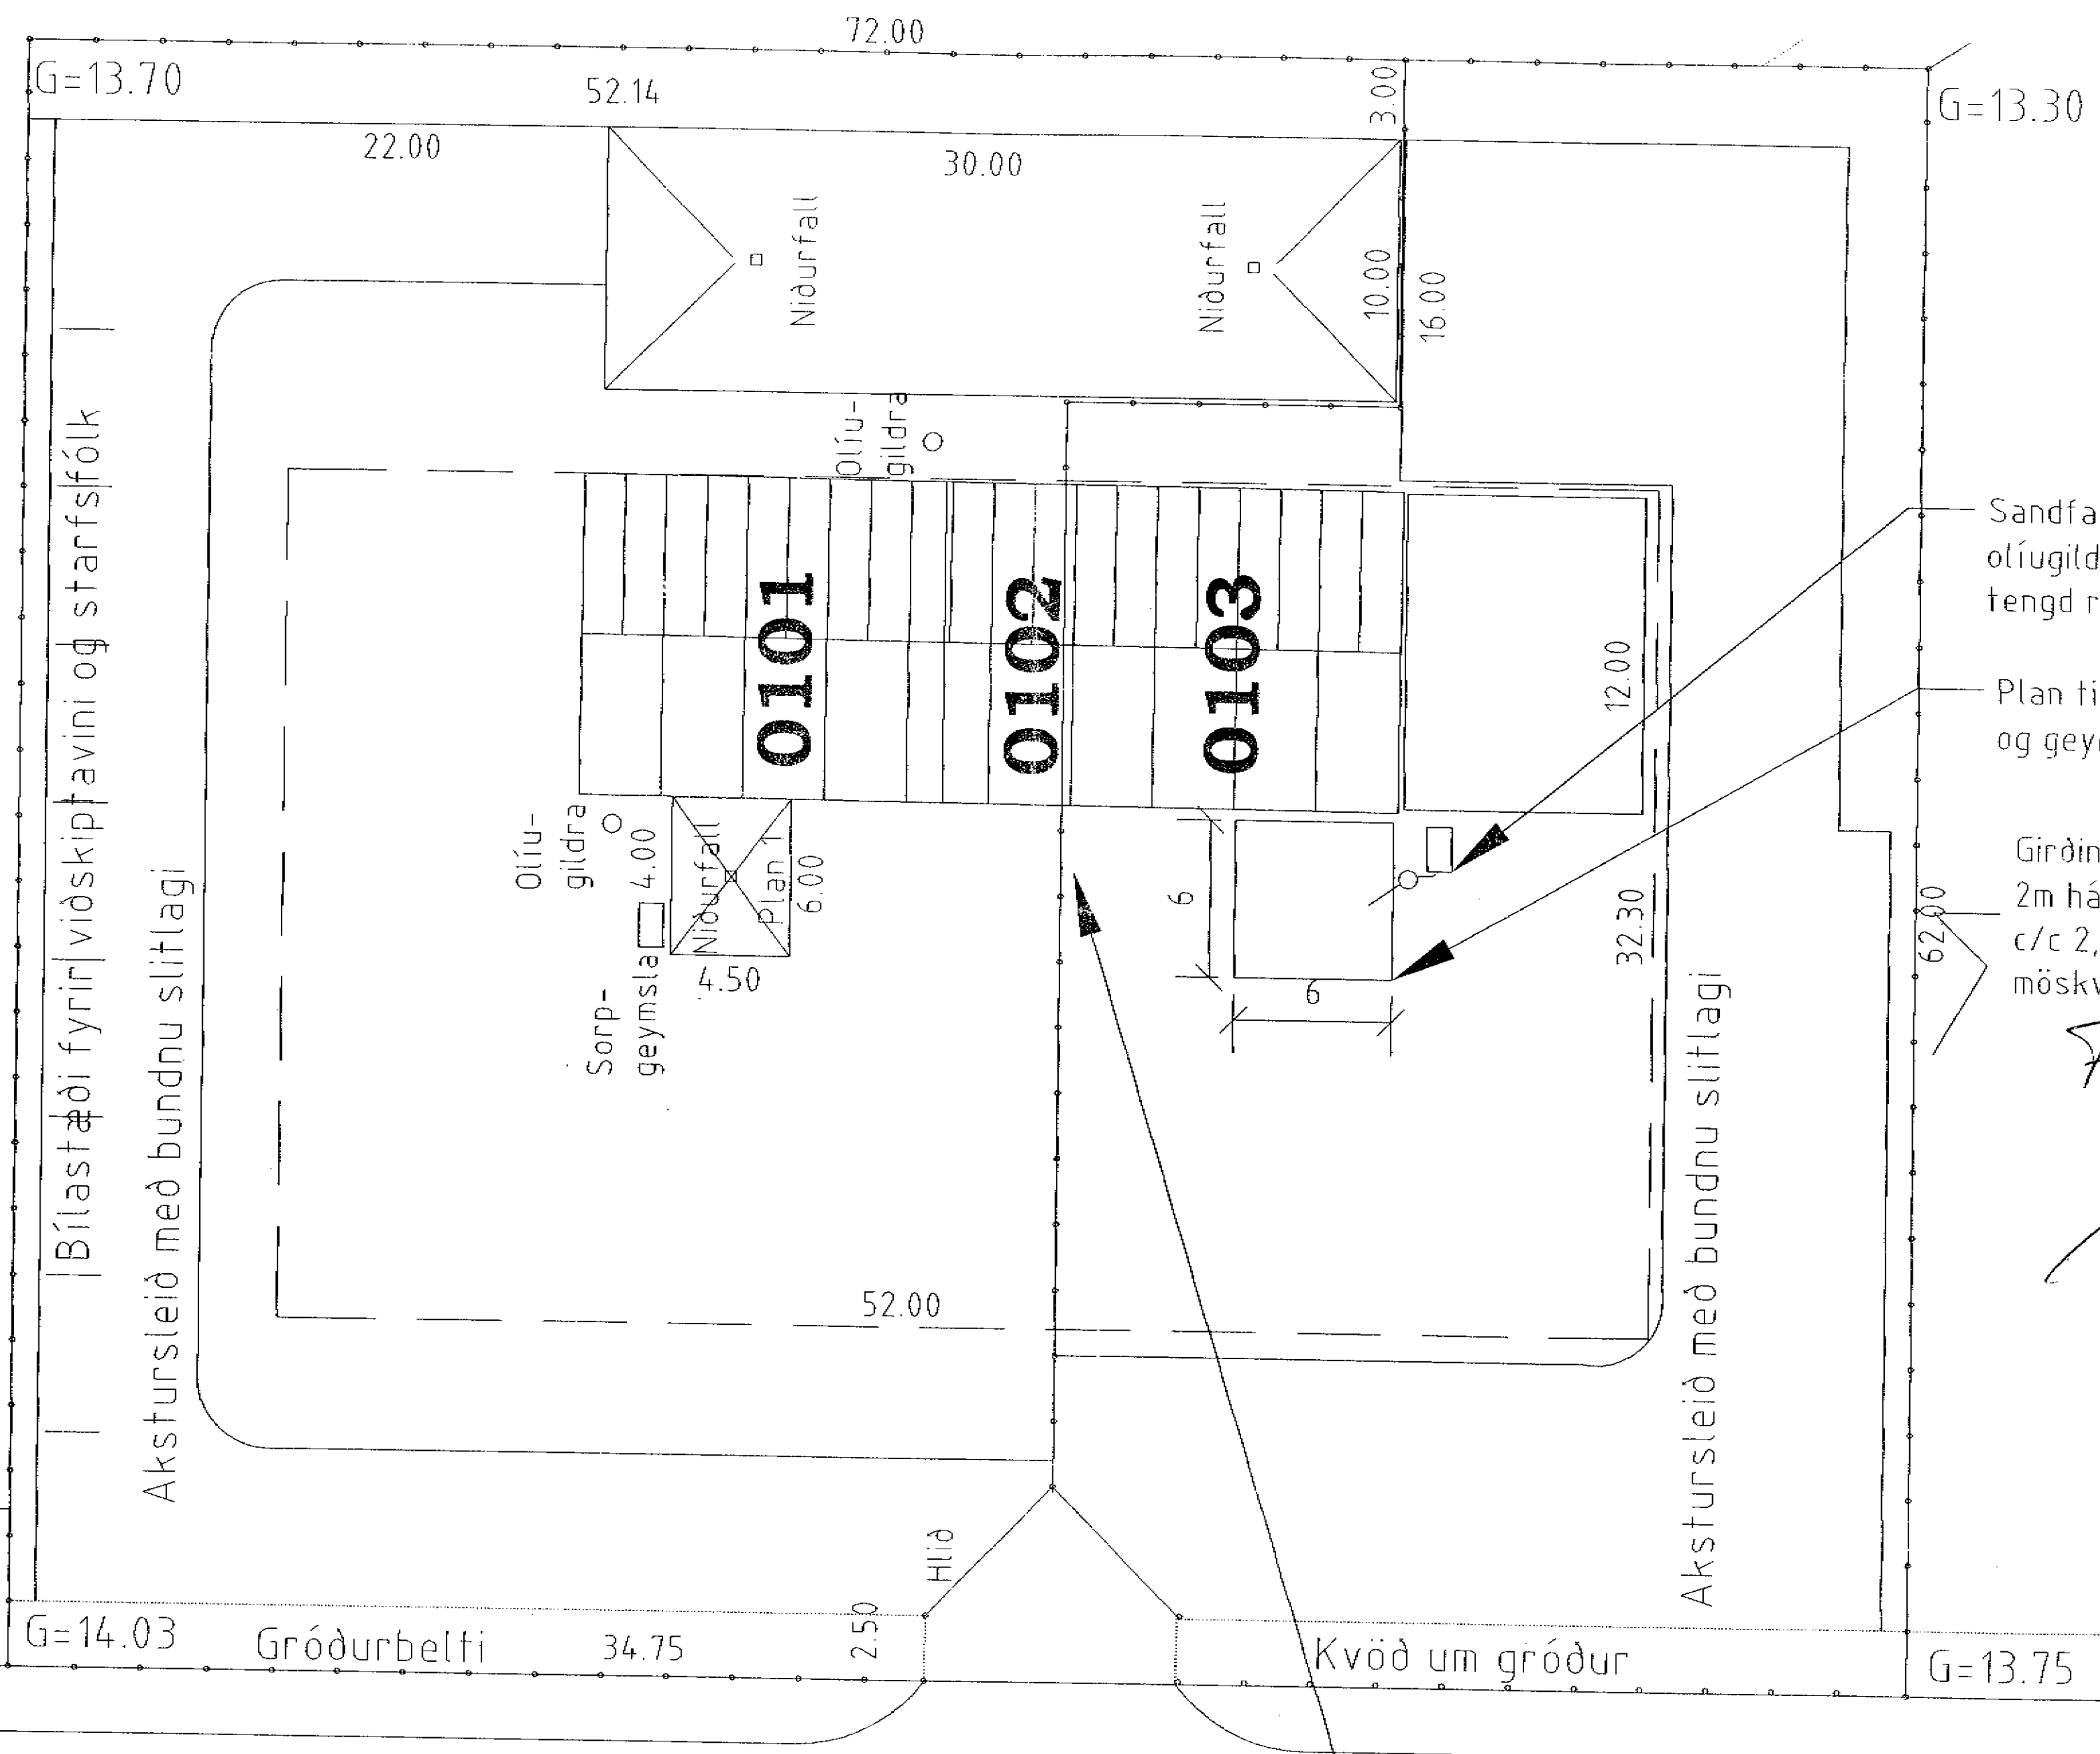 72.00
G=13.70
52.14
3.00
G=13.30
22.00
30.00
Niðurfall
Niðurfall
10.00
16.00
Olíu-
gildra
Bílastæði fyrir viðskiptavini og starfsfólk
Akstursleið með bundnu slitlagi
0101
0102
0103
12.00
Olíu-
gildra
4.00
Niðurfall
Plan 1
6.00
4.50
Sorp-
geymsla
6
6
32.30
62.00
Akstursleið með bundnu slitlagi
52.00
Hlið
G=14.03
Gróðurbelti
34.75
2.50
Kvöð um gróður
G=13.75
Sandfa
olíugild
tengd r
Plan ti
og gey
Girðin
2m há
c/c 2,
möskv